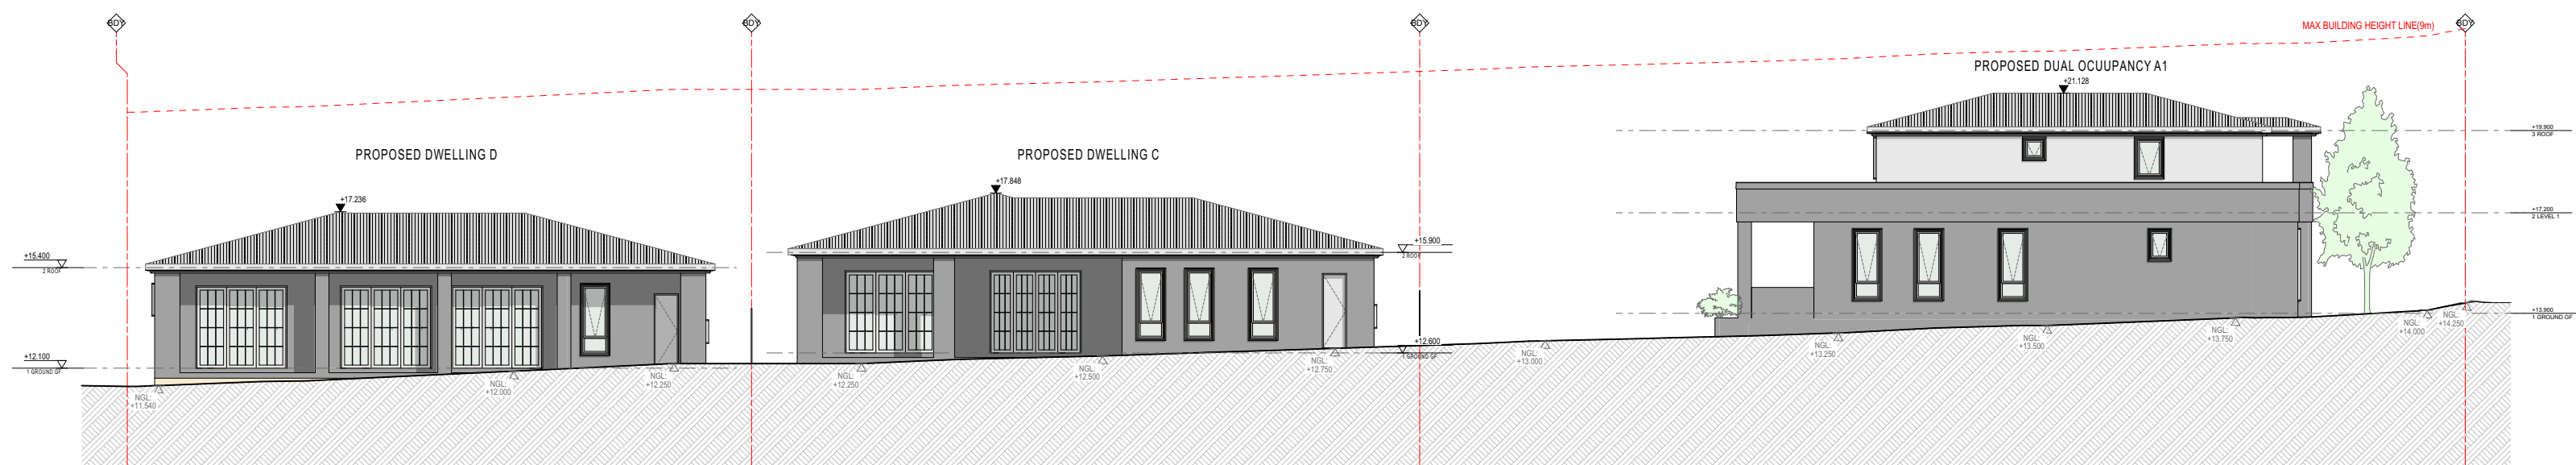 BDY
BDY
BDY
BDY
MAX BUILDING HEIGHT LINE(9m)
PROPOSED DUAL OCUUPANCY A1
+21.128
+19.900
3 ROOF
PROPOSED DWELLING D
PROPOSED DWELLING C
+17.848
+17.236
+17.200
2 LEVEL 1
+15.900
2 ROOF
+15.400
2 ROOF
+13.900
1 GROUND GF
+12.600
1 GROUND GF
+12.100
1 GROUND GF
NGL:
+11.540
NGL:
+12.000
NGL:
+12.250
NGL:
+12.250
NGL:
+12.500
NGL:
+12.750
NGL:
+13.000
NGL:
+13.250
NGL:
+13.500
NGL:
+13.750
NGL:
+14.000
NGL:
+14.250